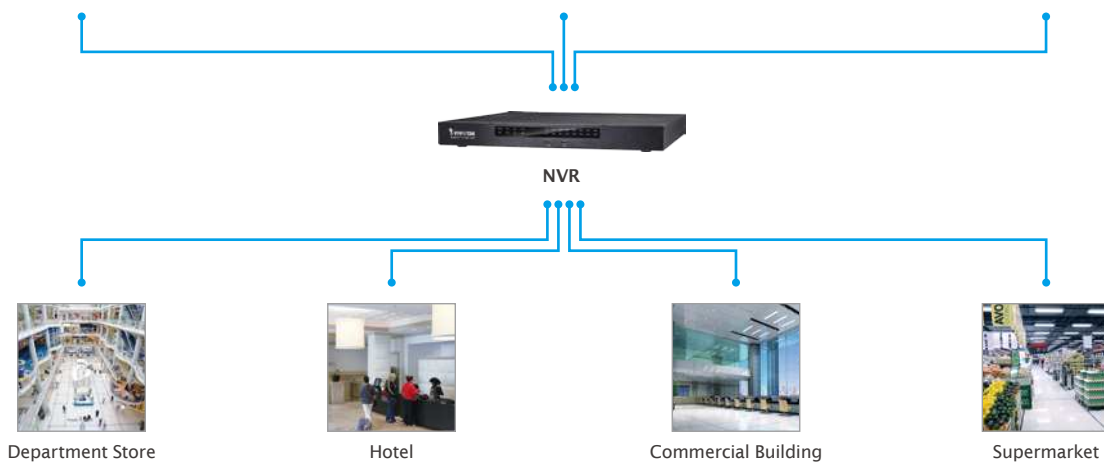 NVR
Department Store
Hotel
Commercial Building
Supermarket